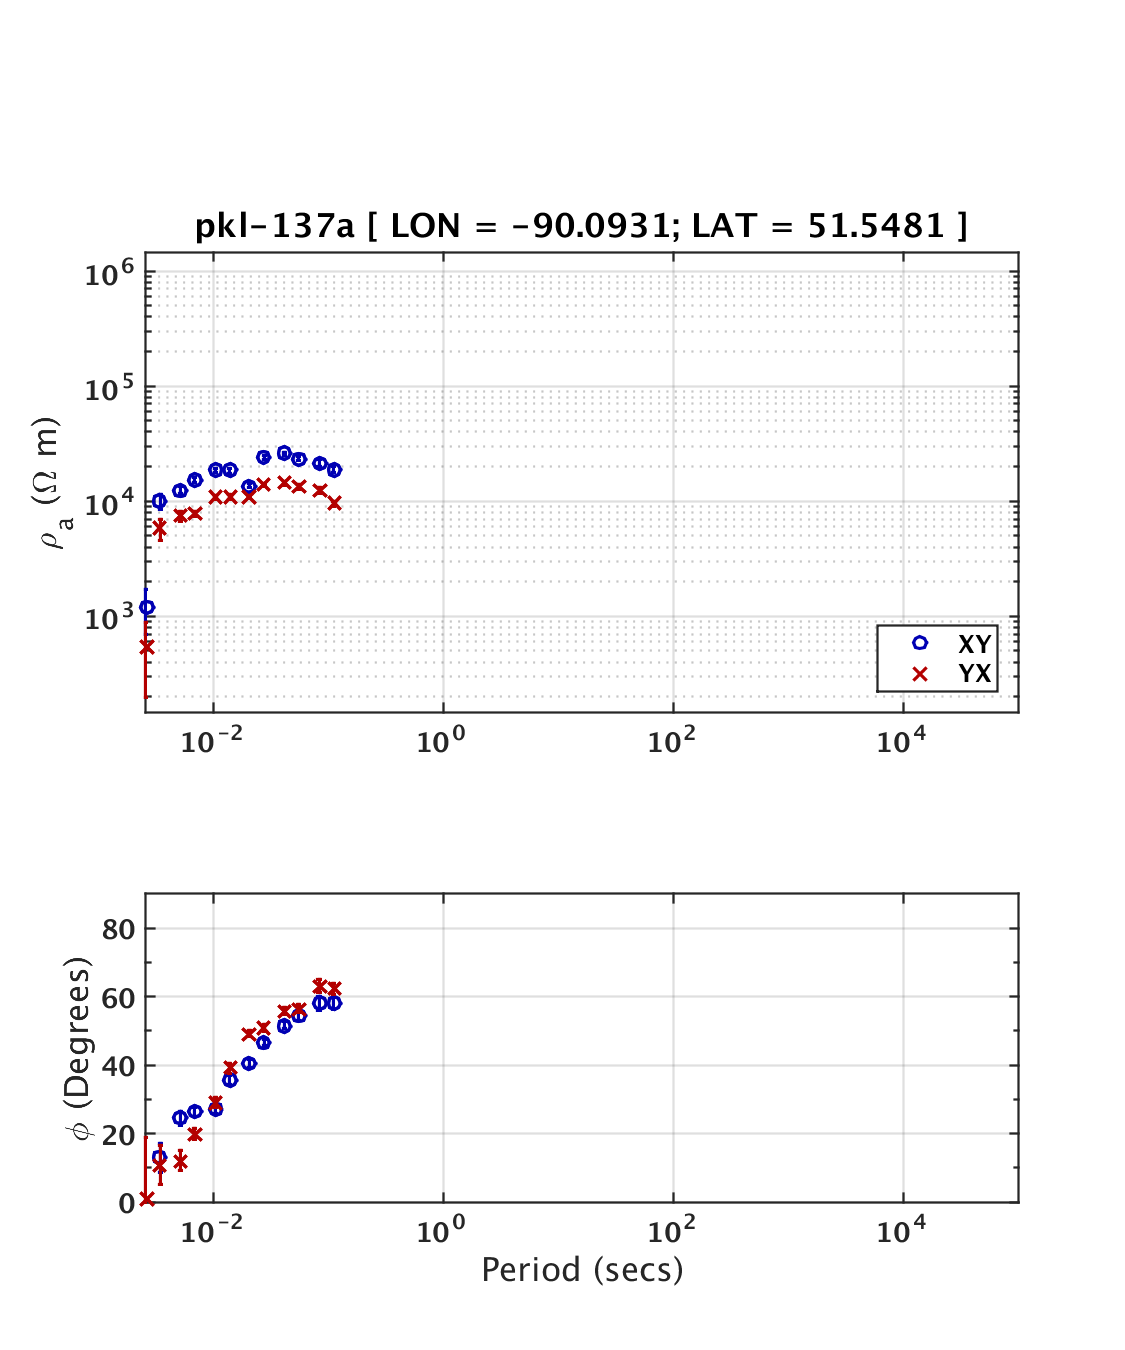 pkl-137a [ LON = -90.0931; LAT = 51.5481 ]
10^6
10^5
10^4
10^3
ρ_a (Ω m)
XY
YX
10^-2 10^0 10^2 10^4
80
60
40
20
0
ϕ (Degrees)
10^-2 10^0 10^2 10^4
Period (secs)